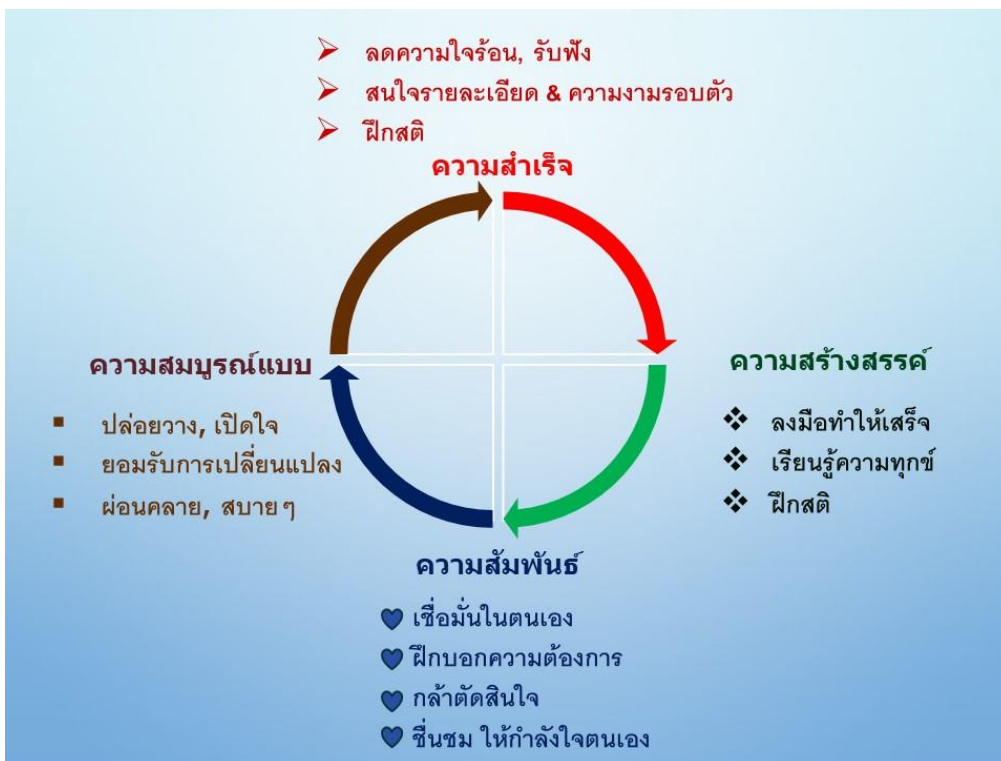 ลดความใจร้อน, รับฟัง
สนใจรายละเอียด & ความงามรอบตัว
ฝึกสติ
ความสำเร็จ
ความสมบูรณ์แบบ
ปล่อยวาง, เปิดใจ
ยอมรับการเปลี่ยนแปลง
ผ่อนคลาย, สบายๆ
ความสร้างสรรค์
ลงมือทำให้เสร็จ
เรียนรู้ความทุกข์
ฝึกสติ
ความสัมพันธ์
เชื่อมั่นในตนเอง
ฝึกบอกความต้องการ
กล้าตัดสินใจ
ชื่นชม ให้กำลังใจตนเอง